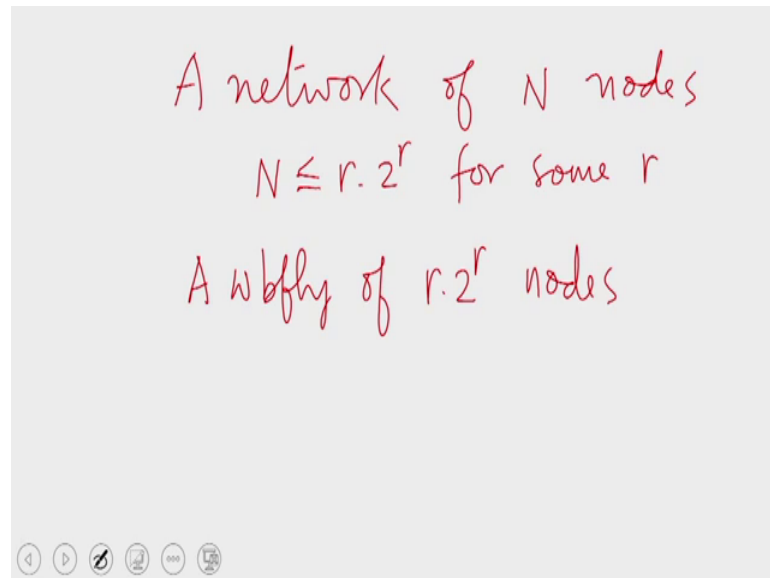 A network of N nodes
N ≤ r. 2^r for some r
A wbfly of r. 2^r nodes